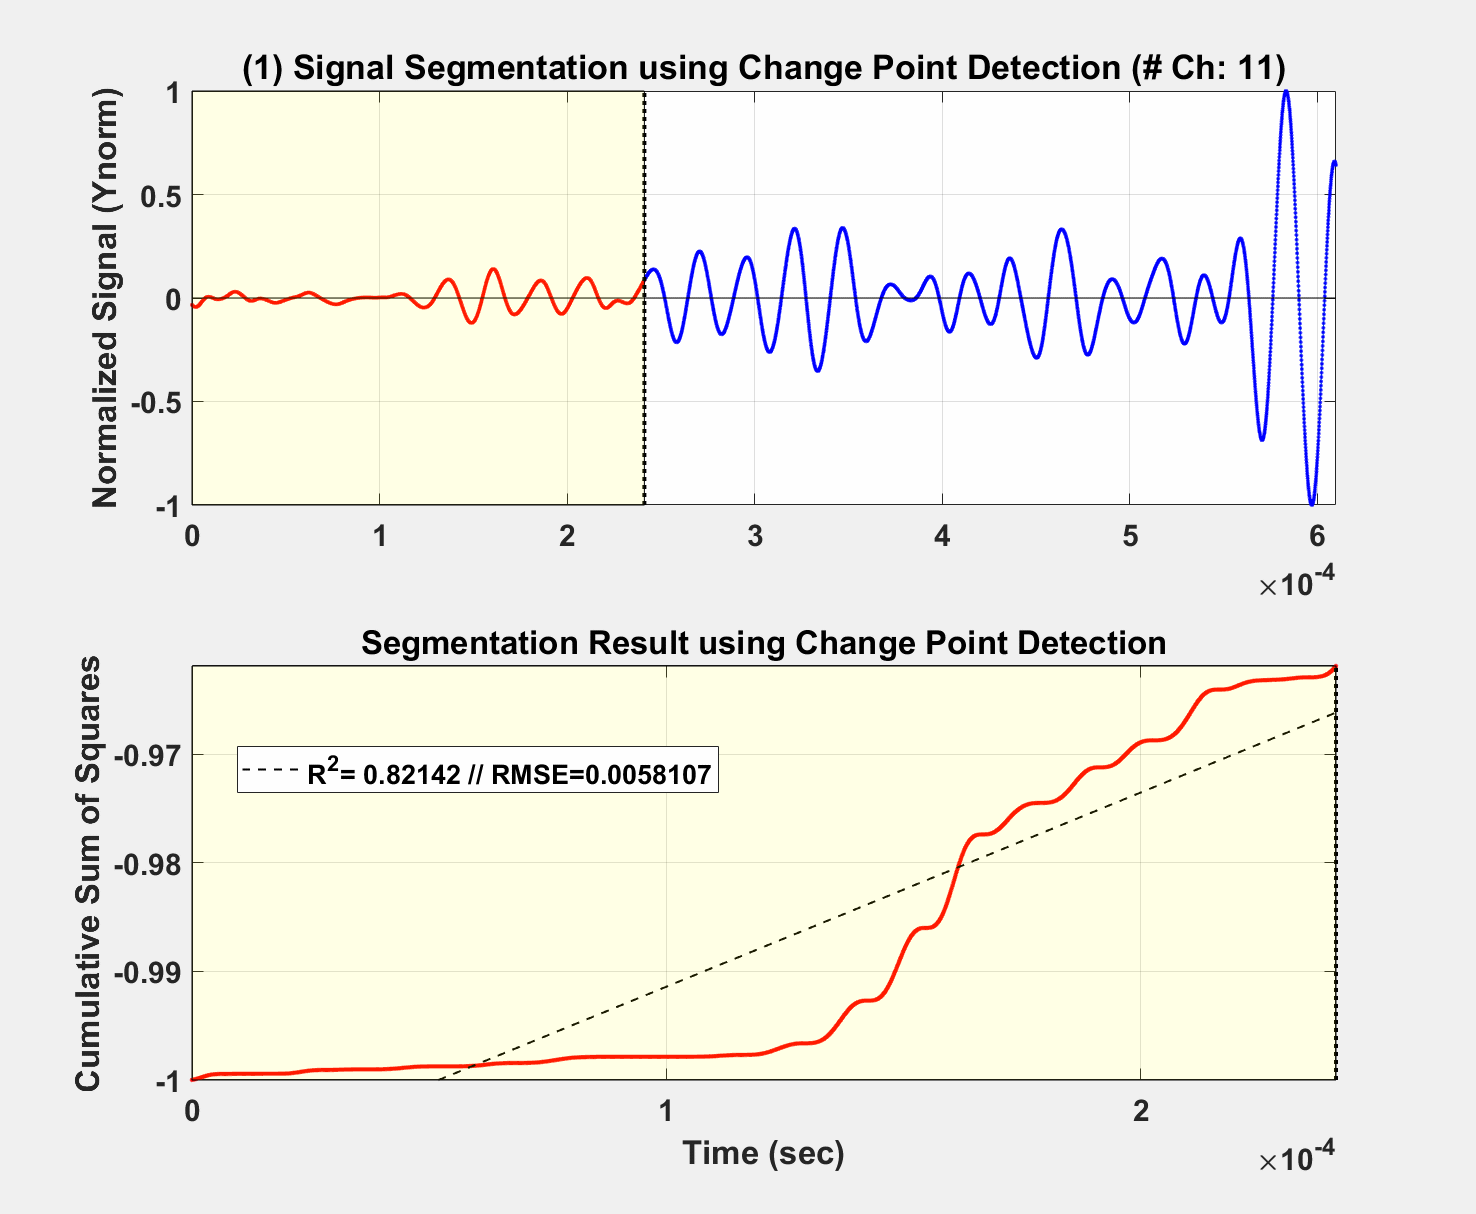 (1) Signal Segmentation using Change Point Detection (# Ch: 11)
Normalized Signal (Ynorm)
1
0.5
0
-0.5
-1
0 1 2 3 4 5 6
×10-4
Segmentation Result using Change Point Detection
Cumulative Sum of Squares
-0.97
-0.98
-0.99
-1
R2= 0.82142 // RMSE=0.0058107
0 1 2
Time (sec)
×10-4